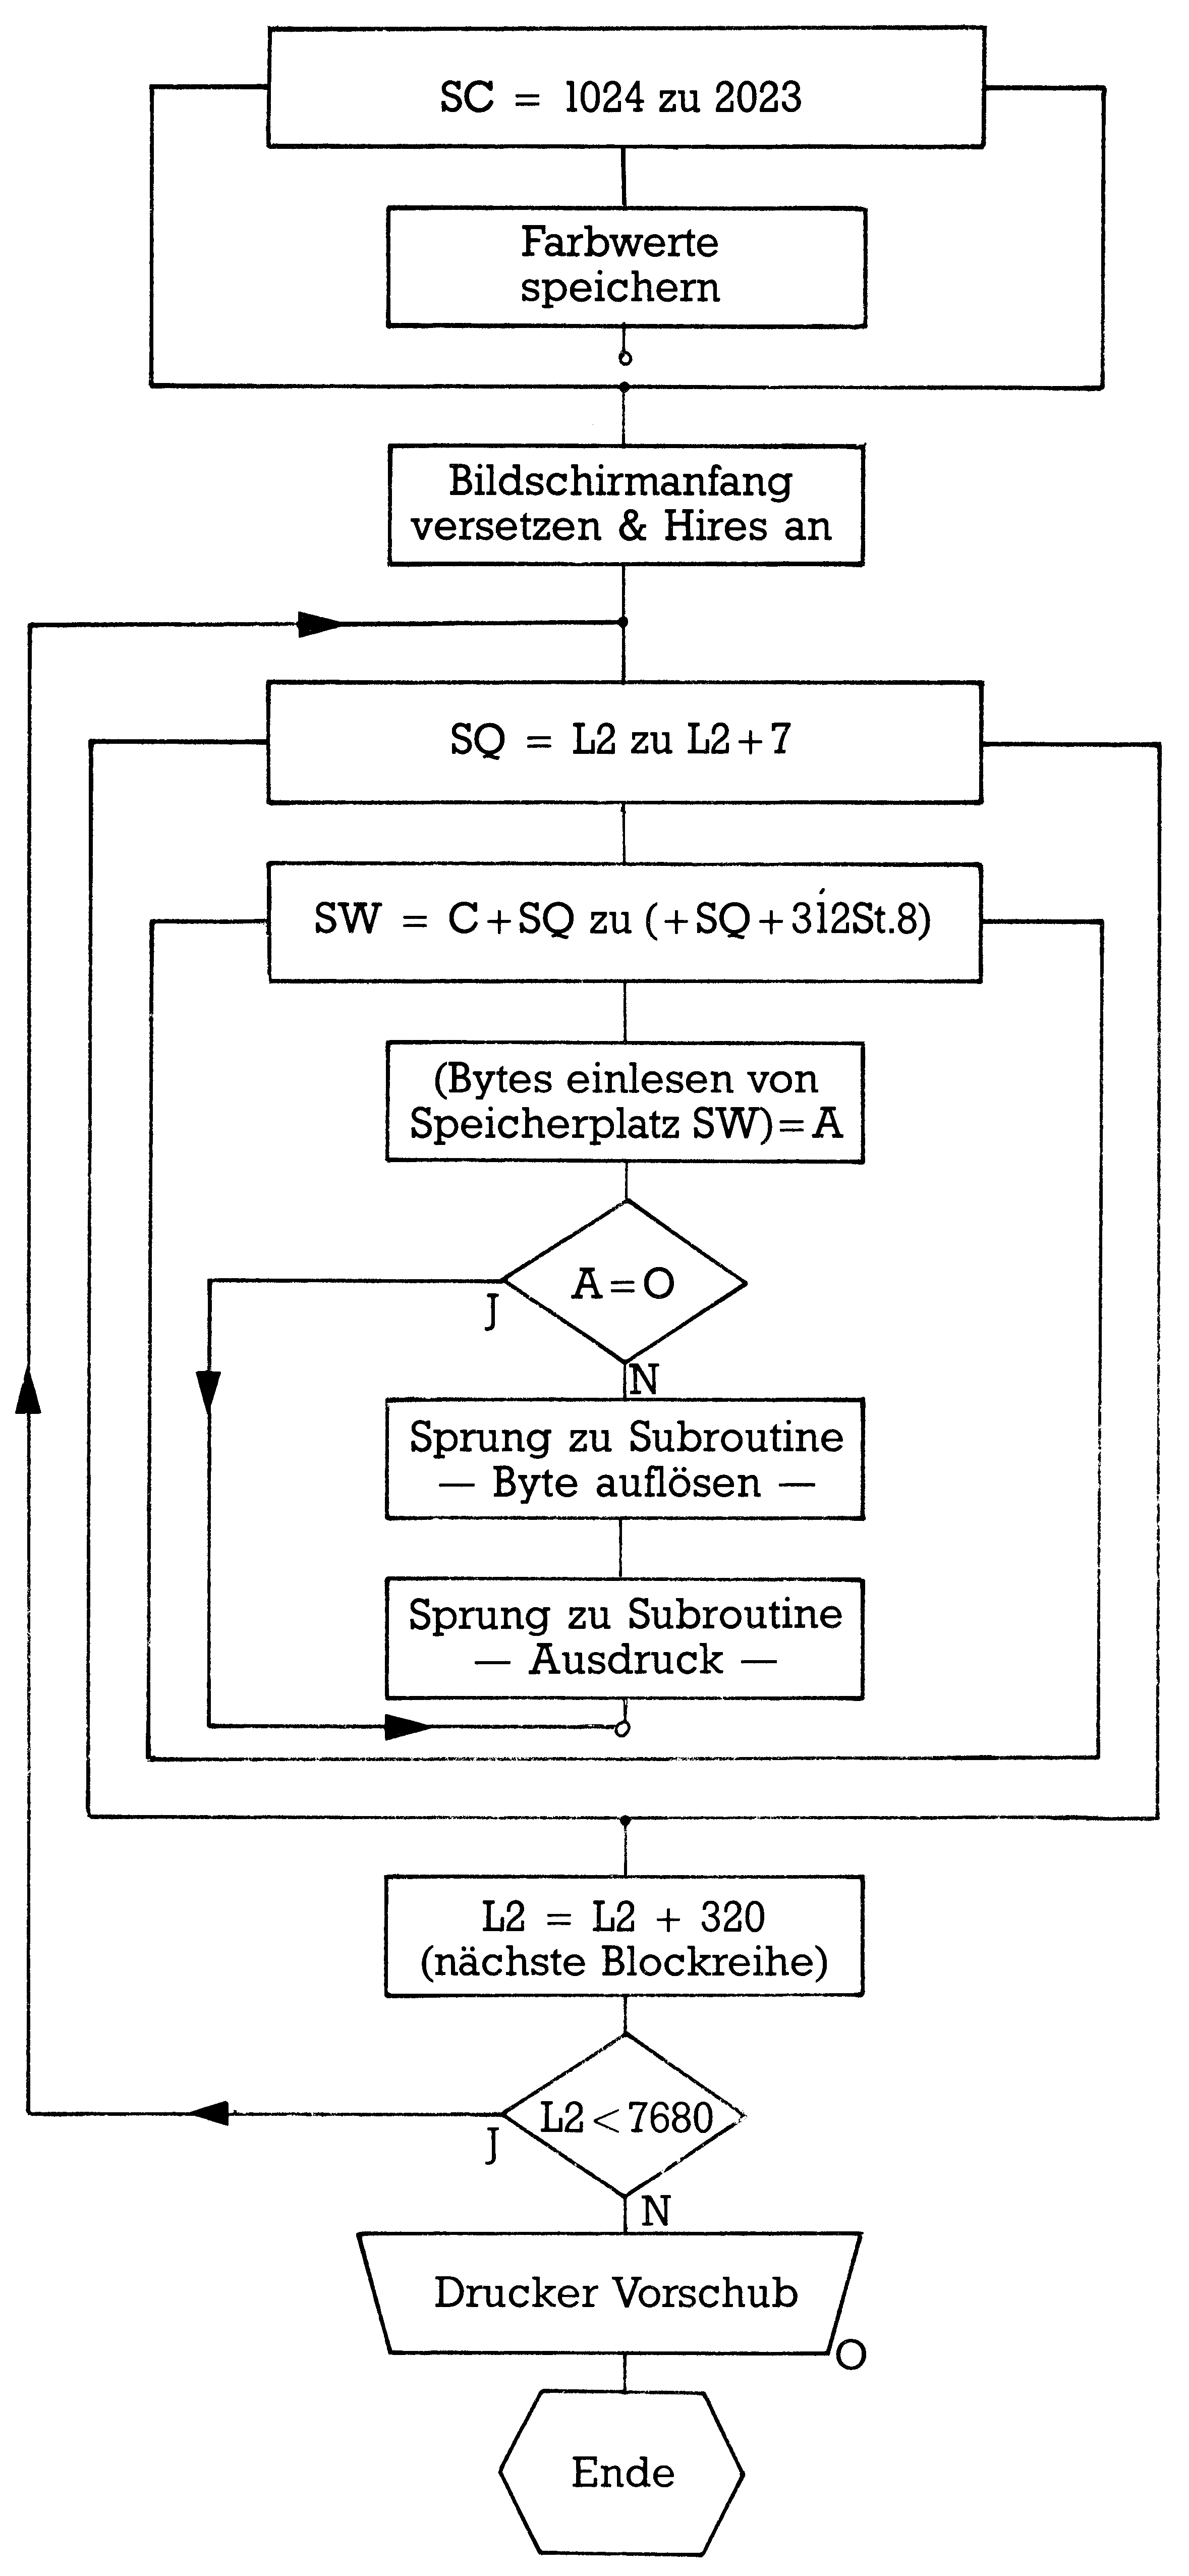 SC = 1024 zu 2023
Farbwerte
speichern
Bildschirmanfang
versetzen & Hires an
SQ = L2 zu L2+7
SW = C+SQ zu (+SQ+312St.8)
(Bytes einlesen von
Speicherplatz SW)=A
A=O
J
N
Sprung zu Subroutine
— Byte auflösen —
Sprung zu Subroutine
— Ausdruck —
L2 = L2 + 320
(nächste Blockreihe)
L2<7680
J
N
Drucker Vorschub
O
Ende